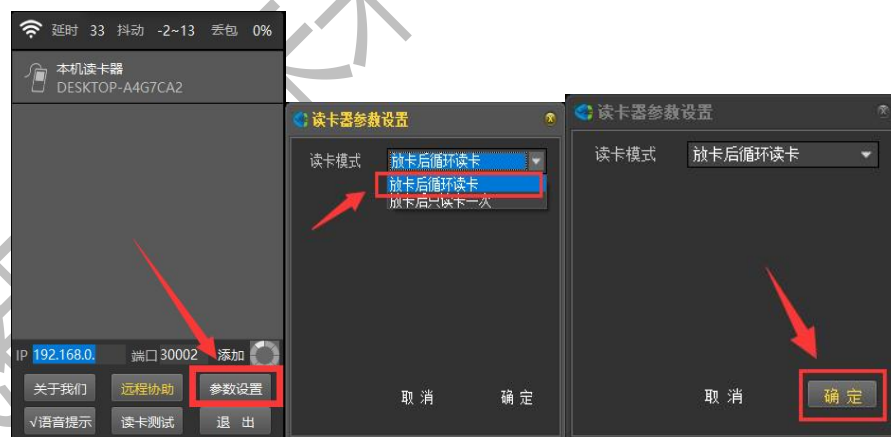 延时 33 抖动 -2~13 丢包 0%
本机读卡器
DESKTOP-A4G7CA2
IP 192.168.0. 端口 30002 添加
关于我们 远程协助 参数设置
√语音提示 读卡测试 退 出
读卡器参数设置
读卡模式 放卡后循环读卡
放卡后循环读卡
放卡后只读卡一次
取 消 确 定
读卡器参数设置
读卡模式 放卡后循环读卡
取 消 确 定